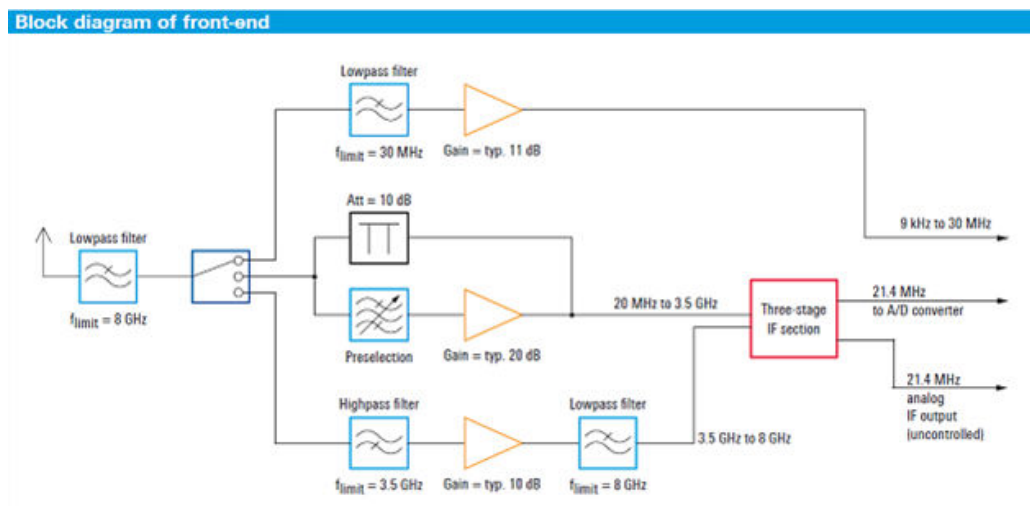 Block diagram of front-end
Lowpass filter
flimit = 30 MHz
Gain = typ. 11 dB
Att = 10 dB
9 kHz to 30 MHz
Lowpass filter
flimit = 8 GHz
Preselection
Gain = typ. 20 dB
20 MHz to 3.5 GHz
Three-stage
IF section
21.4 MHz
to A/D converter
21.4 MHz
analog
IF output
(uncontrolled)
Highpass filter
flimit = 3.5 GHz
Gain = typ. 10 dB
Lowpass filter
flimit = 8 GHz
3.5 GHz to 8 GHz